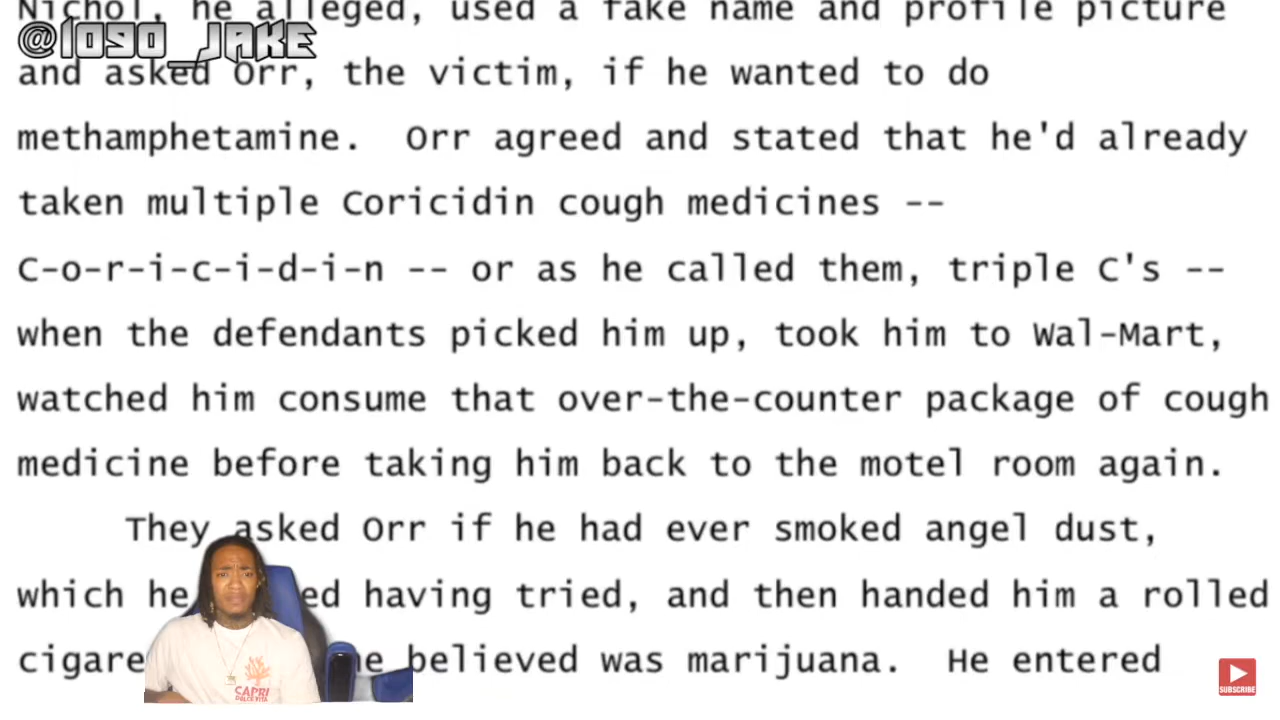 Nichol, he alleged, used a fake name and profile picture
@1090_JAKE
and asked Orr, the victim, if he wanted to do
methamphetamine. Orr agreed and stated that he'd already
taken multiple Coricidin cough medicines --
C-o-r-i-c-i-d-i-n -- or as he called them, triple C's --
when the defendants picked him up, took him to Wal-Mart,
watched him consume that over-the-counter package of cough
medicine before taking him back to the motel room again.
They asked Orr if he had ever smoked angel dust,
which he ed having tried, and then handed him a rolled
cigare he believed was marijuana. He entered
CAPRI
DOLCE VITA
SUBSCRIBE